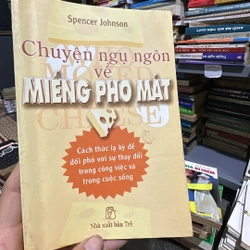 Spencer Johnson
Chuyện ngụ ngôn
về
MIẾNG PHO MÁT
Cách thức lạ kỳ để
đối phó với sự thay đổi
trong công việc và
trong cuộc sống
Nhà xuất bản Trẻ